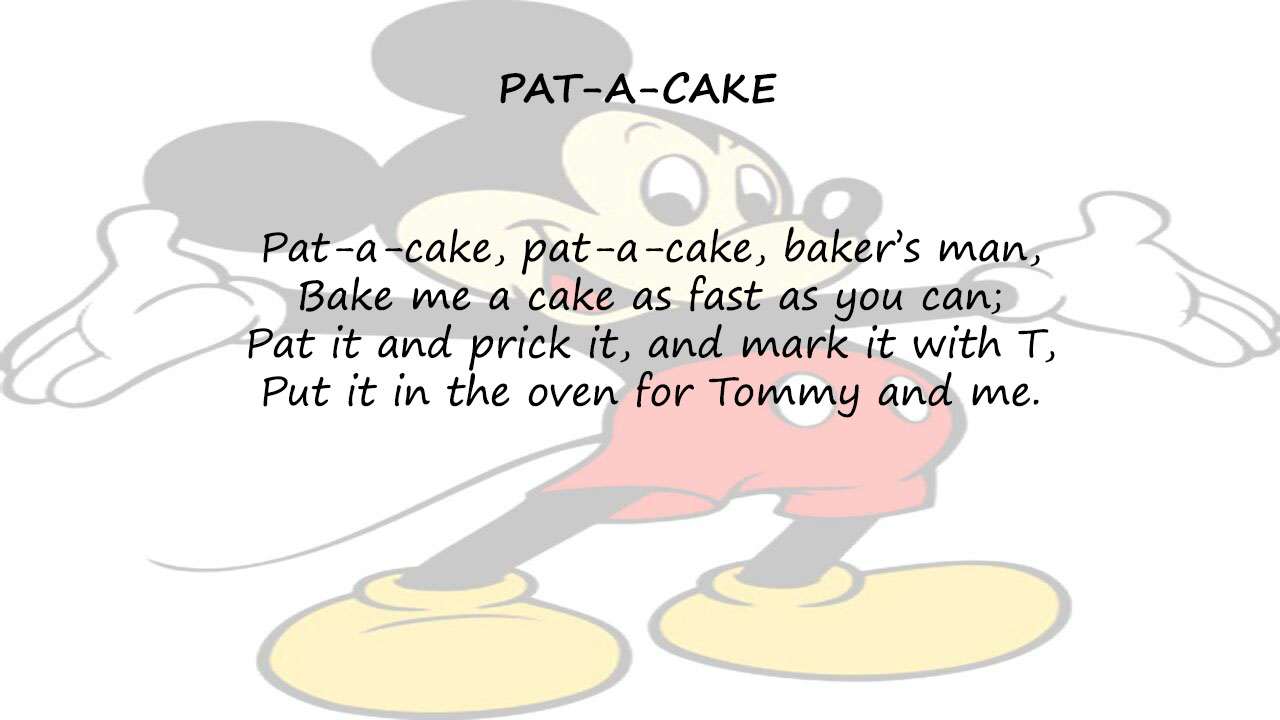 PAT-A-CAKE
Pat-a-cake, pat-a-cake, baker’s man,
Bake me a cake as fast as you can;
Pat it and prick it, and mark it with T,
Put it in the oven for Tommy and me.